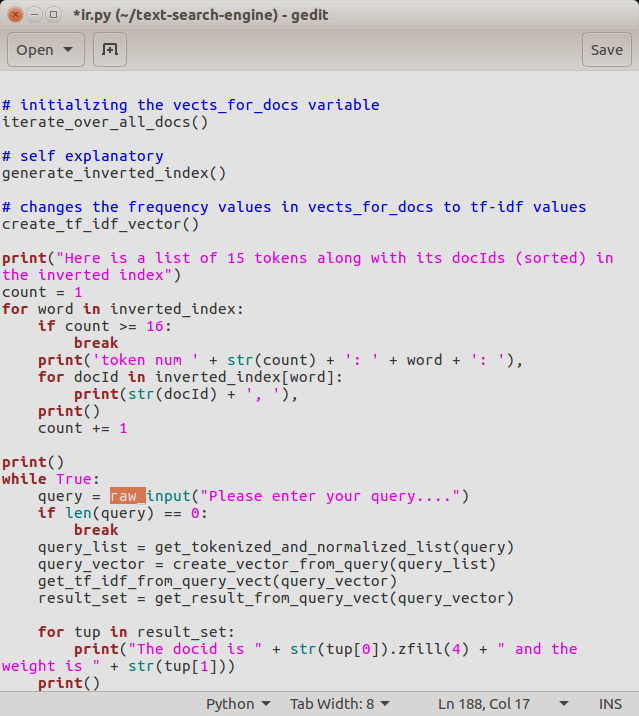 *ir.py (~/text-search-engine) - gedit
Open
Save
# initializing the vects_for_docs variable
iterate_over_all_docs()
# self explanatory
generate_inverted_index()
# changes the frequency values in vects_for_docs to tf-idf values
create_tf_idf_vector()
print("Here is a list of 15 tokens along with its docIds (sorted) in
the inverted index")
count = 1
for word in inverted_index:
    if count >= 16:
        break
    print('token num ' + str(count) + ': ' + word + ': '),
    for docId in inverted_index[word]:
        print(str(docId) + ', '),
    print()
    count += 1
print()
while True:
    query = raw_input("Please enter your query....")
    if len(query) == 0:
        break
    query_list = get_tokenized_and_normalized_list(query)
    query_vector = create_vector_from_query(query_list)
    get_tf_idf_from_query_vect(query_vector)
    result_set = get_result_from_query_vect(query_vector)
    for tup in result_set:
        print("The docid is " + str(tup[0]).zfill(4) + " and the
weight is " + str(tup[1]))
    print()
Python Tab Width: 8 Ln 188, Col 17 INS